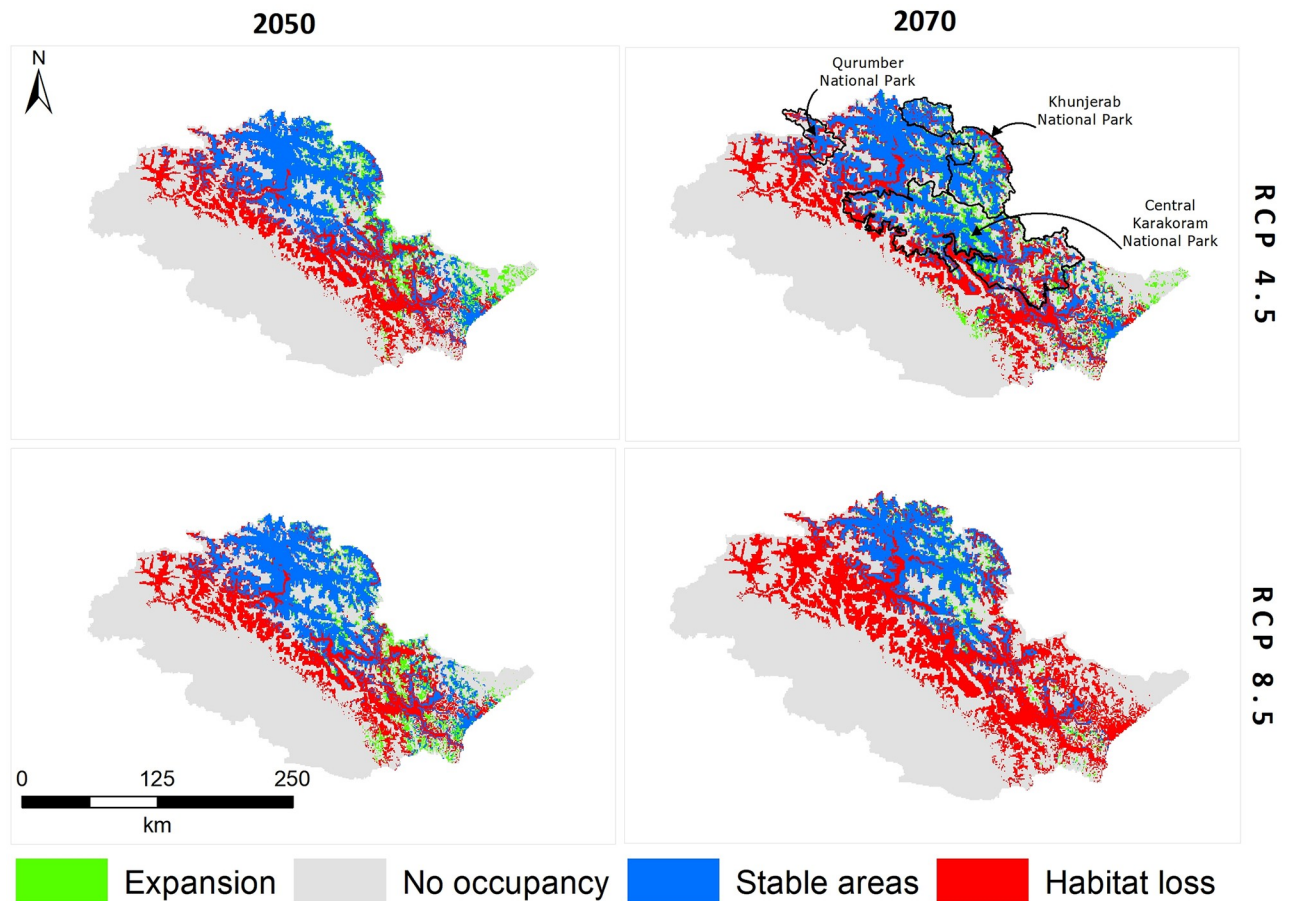 2050
2070
N
Qurumber
National Park
Khunjerab
National Park
Central
Karakoram
National Park
RCP 4.5
RCP 8.5
0 125 250
km
Expansion No occupancy Stable areas Habitat loss